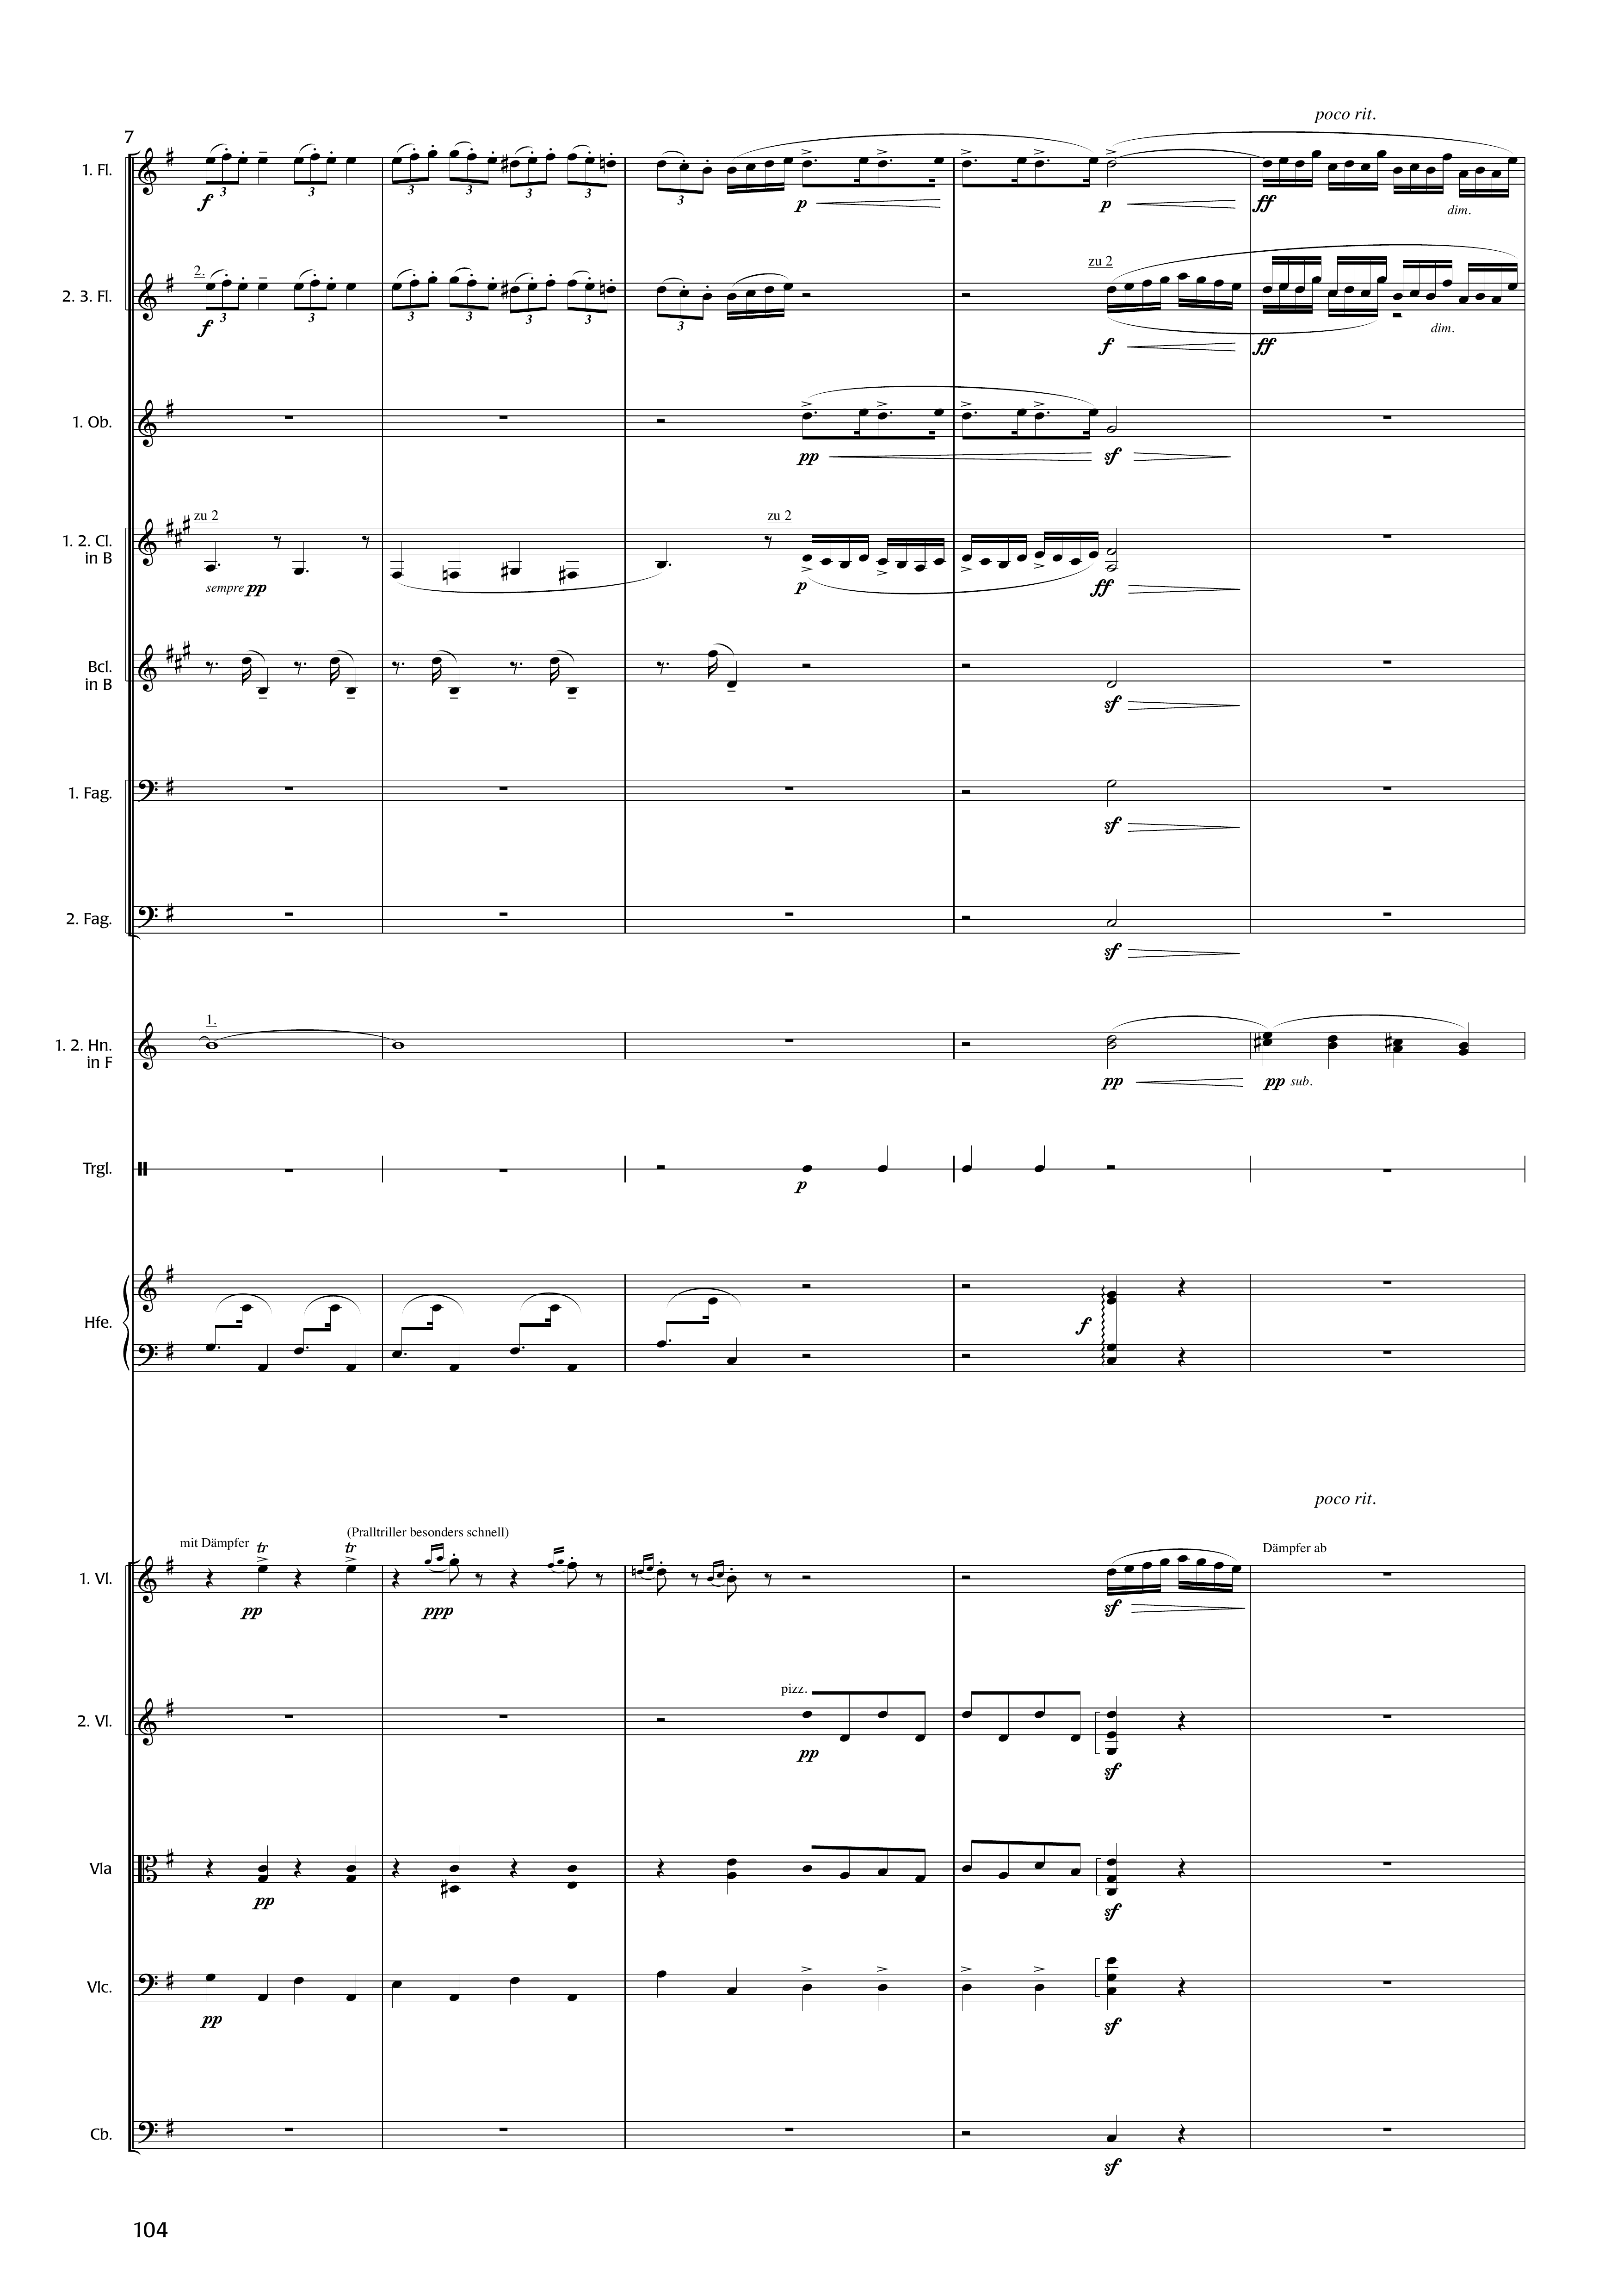 poco rit.
7
1. Fl.
3 3 3 3 3 3 3
f p p ff
dim.
2. 3. Fl.
2. zu 2
3 3 3 3 3 3 3
f f ff
dim.
1. Ob.
pp sf
1. 2. Cl.
in B
zu 2 zu 2
sempre pp p ff
Bcl.
in B
sf
1. Fag.
sf
2. Fag.
sf
1. 2. Hn.
in F
1.
pp pp sub.
Trgl.
p
Hfe.
f
poco rit.
1. Vl.
mit Dämpfer tr tr (Pralltriller besonders schnell) Dämpfer ab
pp ppp sf
2. Vl.
pizz.
pp sf
Vla
pp sf
Vlc.
pp sf
Cb.
sf
104